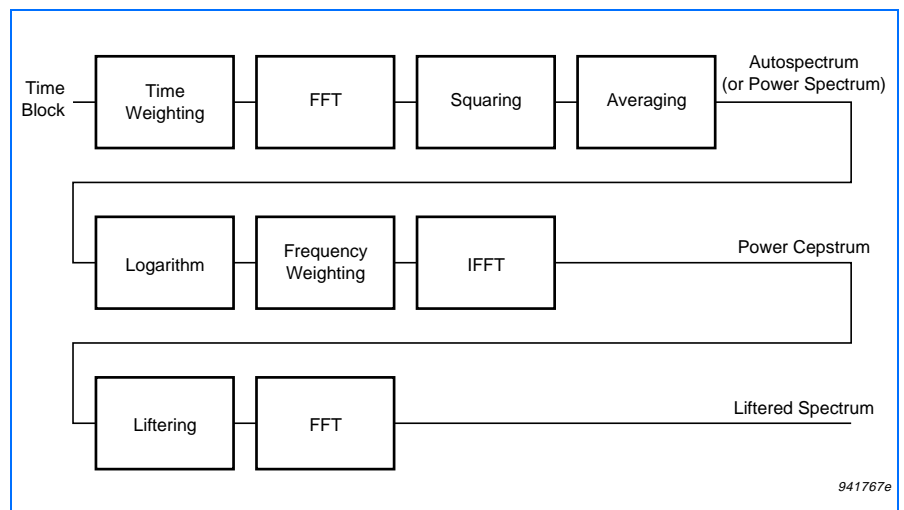 Time
Block
Time
Weighting
FFT
Squaring
Averaging
Autospectrum
(or Power Spectrum)
Logarithm
Frequency
Weighting
IFFT
Power Cepstrum
Liftering
FFT
Liftered Spectrum
941767e